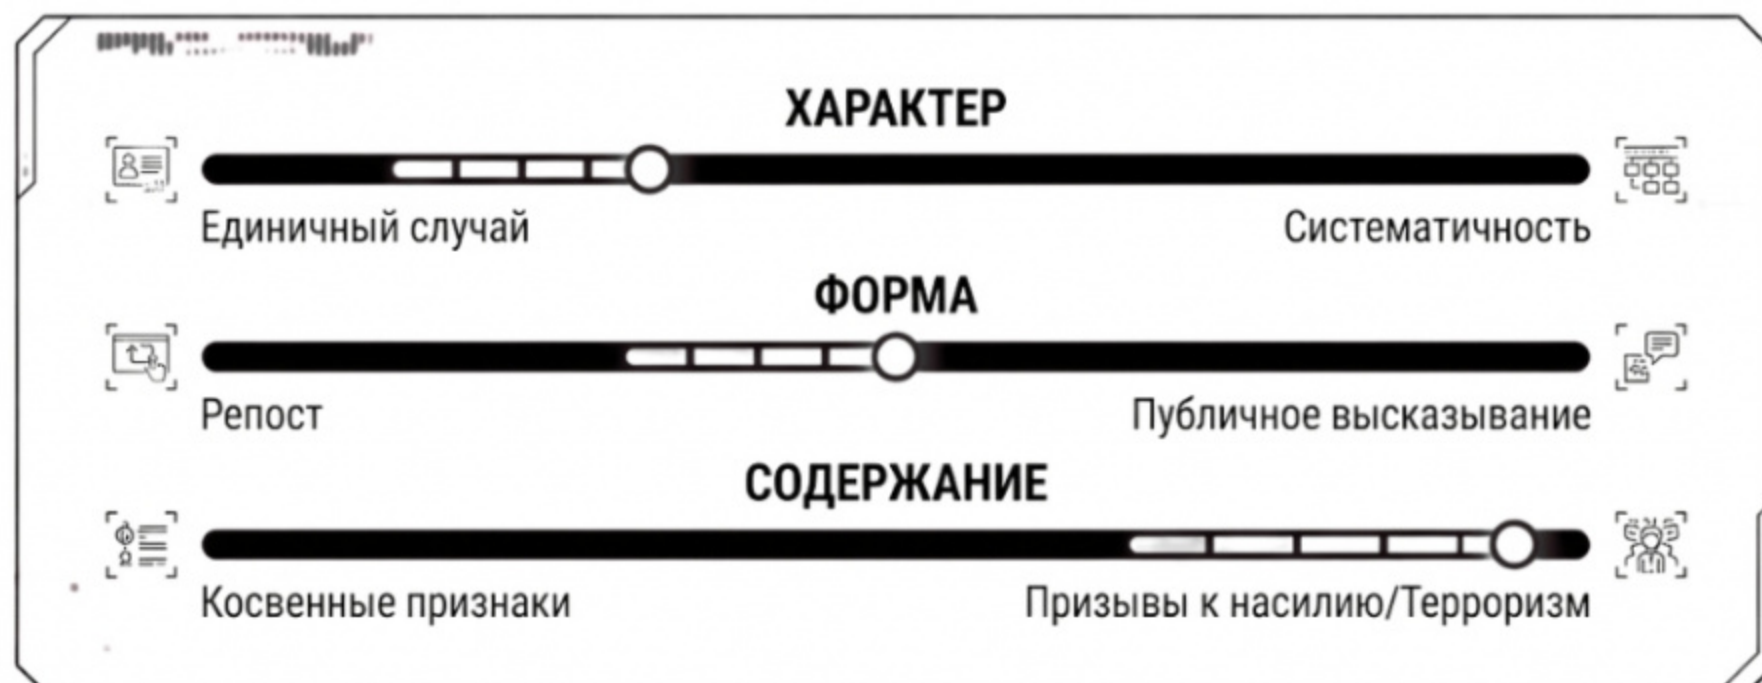 ХАРАКТЕР
Единичный случай
Систематичность
ФОРМА
Репост
Публичное высказывание
СОДЕРЖАНИЕ
Косвенные признаки
Призывы к насилию/Терроризм